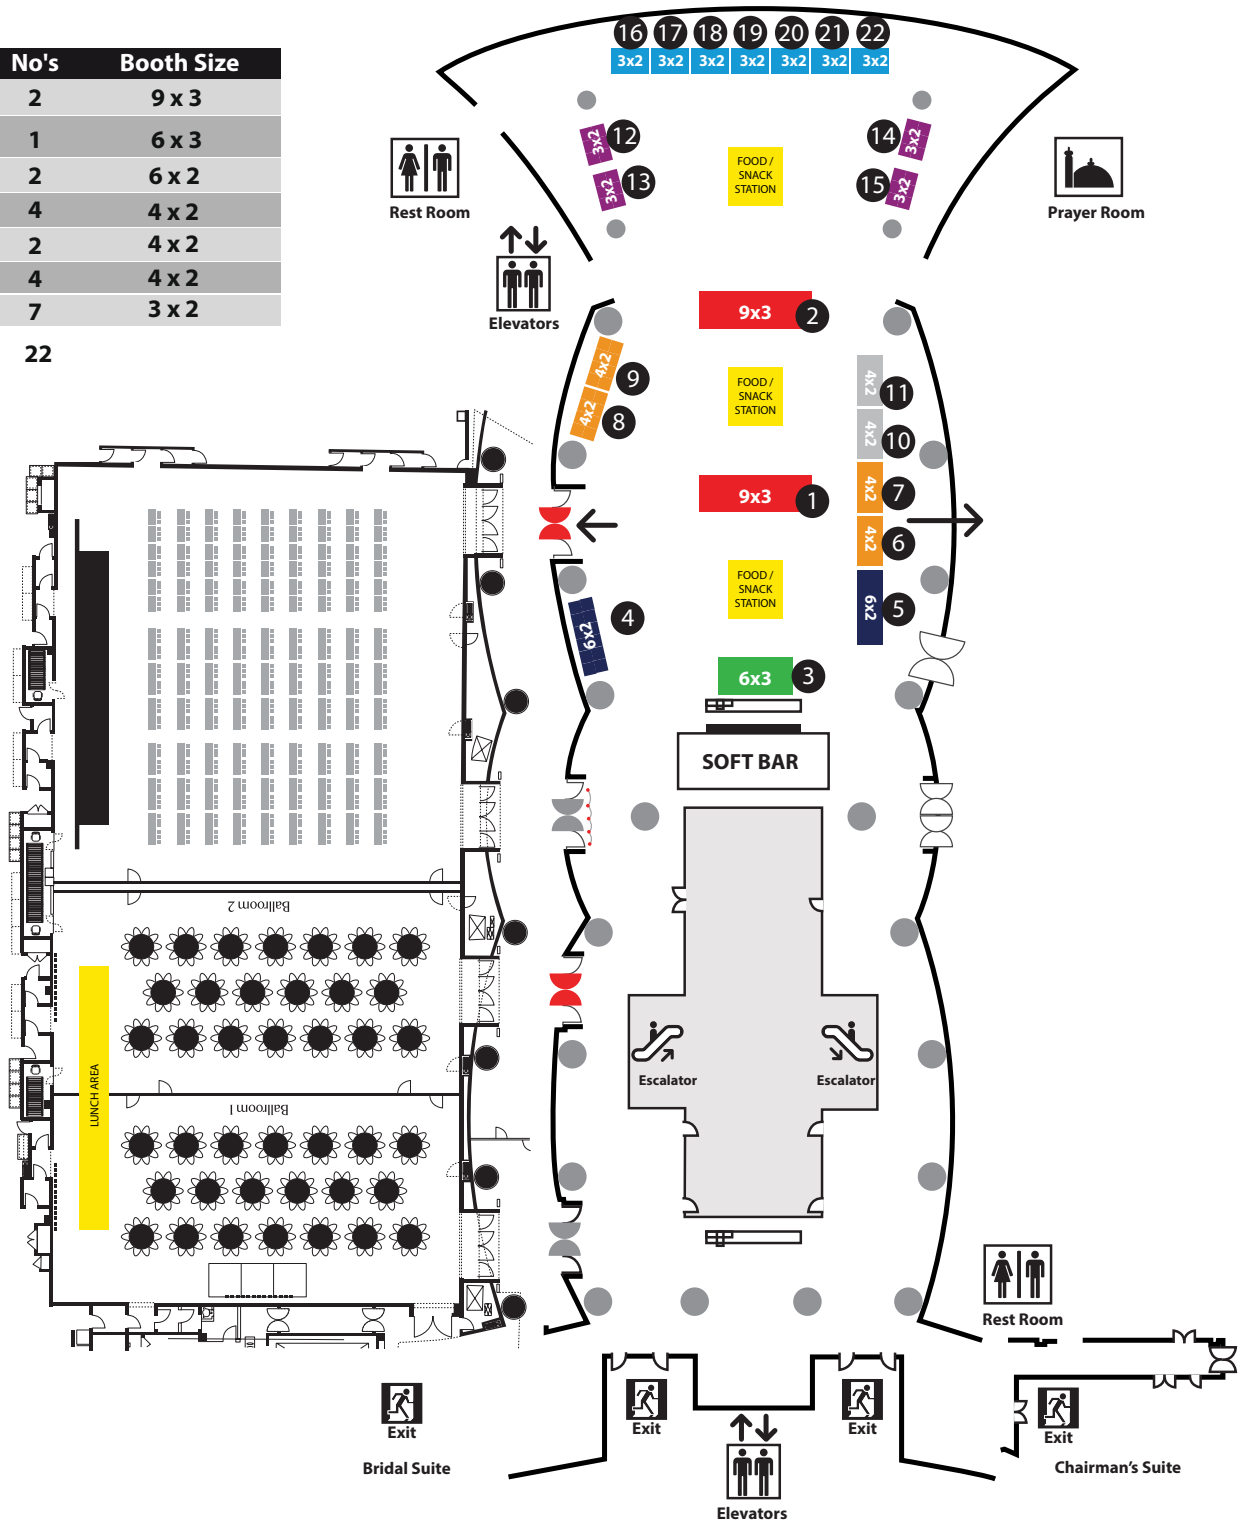 No's Booth Size
2 9 x 3
1 6 x 3
2 6 x 2
4 4 x 2
2 4 x 2
4 4 x 2
7 3 x 2
22
16 17 18 19 20 21 22
3x2 3x2 3x2 3x2 3x2 3x2 3x2
3x2 12
3x2 13
14 3x2
15 3x2
FOOD /
SNACK
STATION
Rest Room
Prayer Room
Elevators
9x3 2
4x2 9
4x2 8
FOOD /
SNACK
STATION
4x2 11
4x2 10
9x3 1
4x2 7
4x2 6
FOOD /
SNACK
STATION
6x2 4
6x2 5
6x3 3
SOFT BAR
Ballroom 2
LUNCH AREA
Ballroom 1
Escalator
Escalator
Rest Room
Exit
Exit
Exit
Exit
Bridal Suite
Chairman's Suite
Elevators